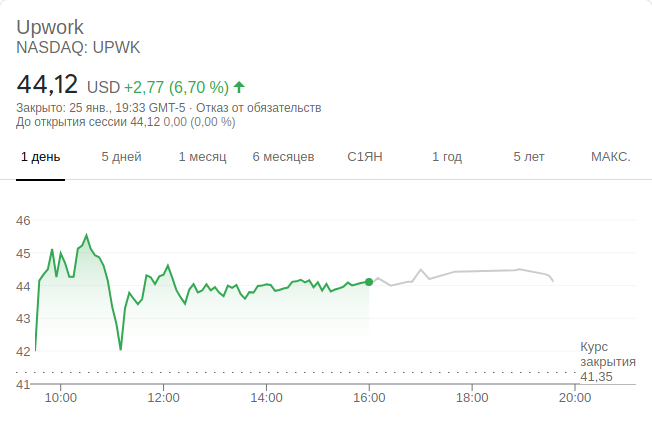 Upwork
NASDAQ: UPWK
44,12 USD +2,77 (6,70 %)
Закрыто: 25 янв., 19:33 GMT-5 · Отказ от обязательств
До открытия сессии 44,12 0,00 (0,00 %)
1 день 5 дней 1 месяц 6 месяцев С1ЯН 1 год 5 лет МАКС.
46
45
44
43
42
Курс
закрытия
41,35
41
10:00 12:00 14:00 16:00 18:00 20:00